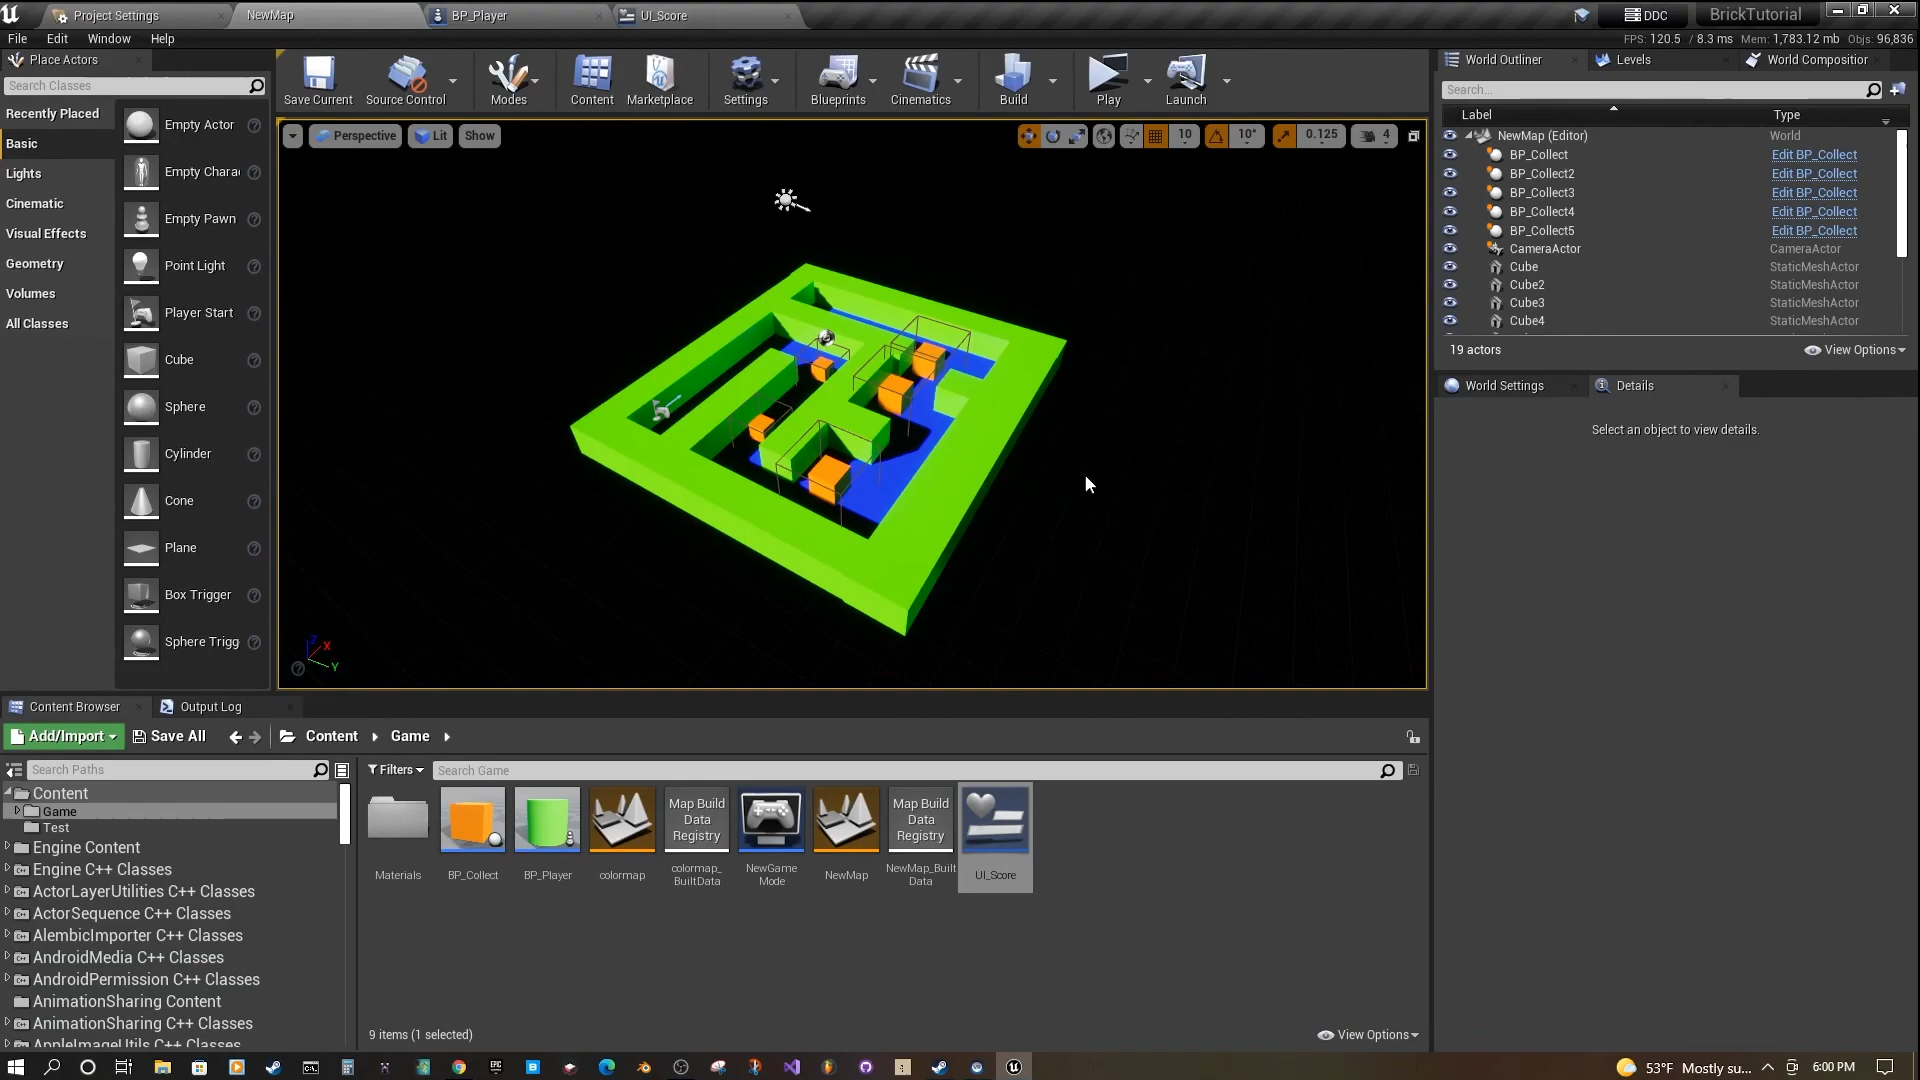 Project Settings
NewMap
BP_Player
UI_Score
DDC
BrickTutorial
File Edit Window Help
FPS: 120.5 / 8.3 ms Mem: 1,783.12 mb Objs: 96,836
Place Actors
Search Classes
Recently Placed
Basic
Lights
Cinematic
Visual Effects
Geometry
Volumes
All Classes
Empty Actor
Empty Chara
Empty Pawn
Point Light
Player Start
Cube
Sphere
Cylinder
Cone
Plane
Box Trigger
Sphere Trigg
Save Current
Source Control
Modes
Content
Marketplace
Settings
Blueprints
Cinematics
Build
Play
Launch
Perspective
Lit
Show
10
10°
0.125
4
Z X Y
World Outliner
Levels
World Compositior
Search...
Label Type
NewMap (Editor) World
BP_Collect Edit BP_Collect
BP_Collect2 Edit BP_Collect
BP_Collect3 Edit BP_Collect
BP_Collect4 Edit BP_Collect
BP_Collect5 Edit BP_Collect
CameraActor CameraActor
Cube StaticMeshActor
Cube2 StaticMeshActor
Cube3 StaticMeshActor
Cube4 StaticMeshActor
19 actors
View Options
World Settings
Details
Select an object to view details.
Content Browser
Output Log
Add/Import
Save All
Content
Game
Search Paths
Filters
Search Game
Content
Game
Test
Engine Content
Engine C++ Classes
ActorLayerUtilities C++ Classes
ActorSequence C++ Classes
AlembicImporter C++ Classes
AndroidMedia C++ Classes
AndroidPermission C++ Classes
AnimationSharing Content
AnimationSharing C++ Classes
AppleImageUtils C++ Classes
Map Build
Data
Registry
Map Build
Data
Registry
Materials
BP_Collect
BP_Player
colormap
colormap_
BuiltData
NewGame
Mode
NewMap
NewMap_Built
Data
UI_Score
9 items (1 selected)
View Options
EPIC
53°F Mostly su...
6:00 PM